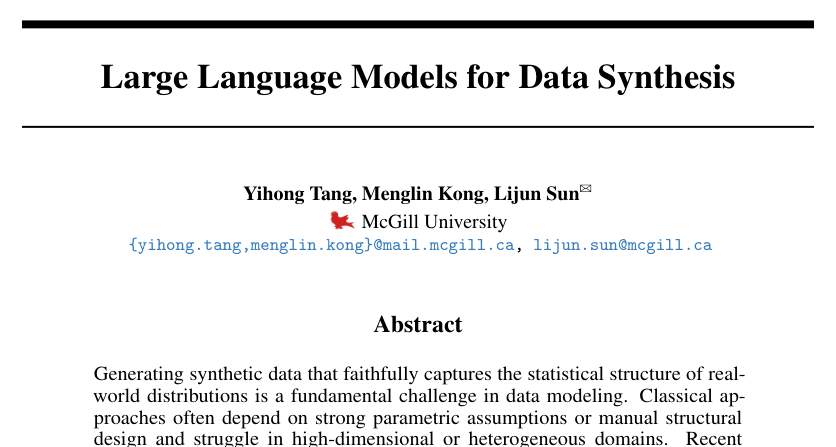 Large Language Models for Data Synthesis
Yihong Tang, Menglin Kong, Lijun Sun✉
McGill University
{yihong.tang,menglin.kong}@mail.mcgill.ca, lijun.sun@mcgill.ca
Abstract
Generating synthetic data that faithfully captures the statistical structure of real-
world distributions is a fundamental challenge in data modeling. Classical ap-
proaches often depend on strong parametric assumptions or manual structural
design and struggle in high-dimensional or heterogeneous domains. Recent